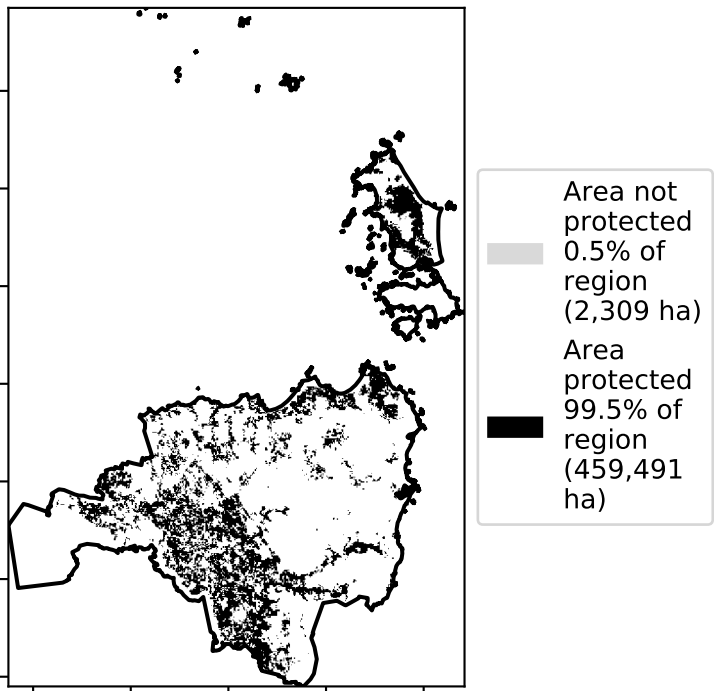 Area not
protected
0.5% of
region
(2,309 ha)
Area
protected
99.5% of
region
(459,491
ha)